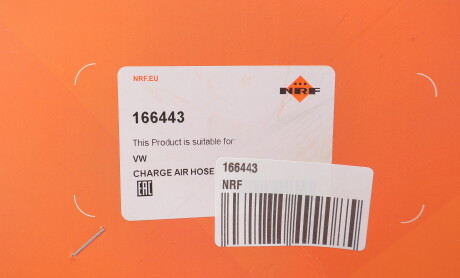 NRF.EU
NRF
166443
This Product is suitable for
VW
CHARGE AIR HOSE
EAC
166443
NRF